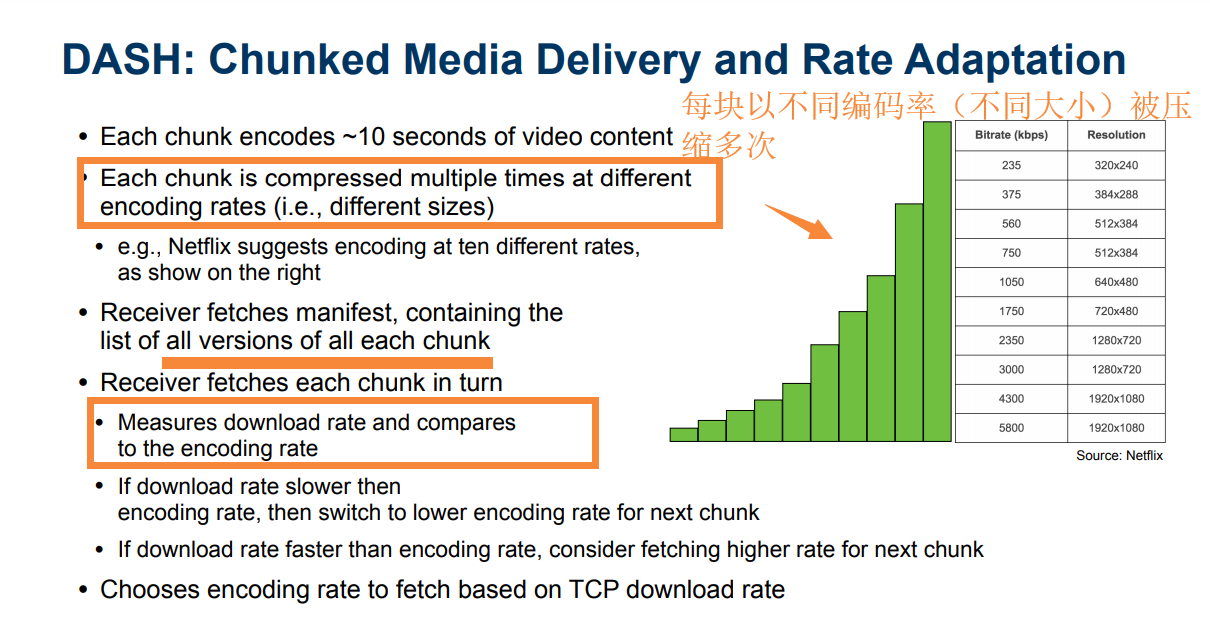 DASH: Chunked Media Delivery and Rate Adaptation
每块以不同编码率（不同大小）被压
缩多次
• Each chunk encodes ~10 seconds of video content
• Each chunk is compressed multiple times at different
encoding rates (i.e., different sizes)
• e.g., Netflix suggests encoding at ten different rates,
as show on the right
• Receiver fetches manifest, containing the
list of all versions of all each chunk
• Receiver fetches each chunk in turn
• Measures download rate and compares
to the encoding rate
• If download rate slower then
encoding rate, then switch to lower encoding rate for next chunk
• If download rate faster than encoding rate, consider fetching higher rate for next chunk
• Chooses encoding rate to fetch based on TCP download rate
Bitrate (kbps) Resolution
235 320x240
375 384x288
560 512x384
750 512x384
1050 640x480
1750 720x480
2350 1280x720
3000 1280x720
4300 1920x1080
5800 1920x1080
Source: Netflix